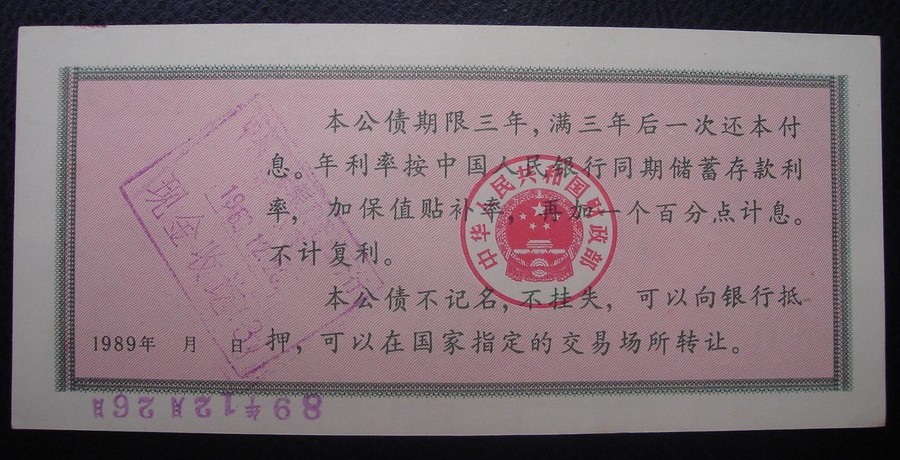 本公债期限三年，满三年后一次还本付
息。年利率按中国人民银行同期储蓄存款利
率，加保值贴补率，再加一个百分点计息。
不计复利。
本公债不记名，不挂失，可以向银行抵
押，可以在国家指定的交易场所转让。
1989年 月 日
中华人民共和国财政部
现金
89年12月26日